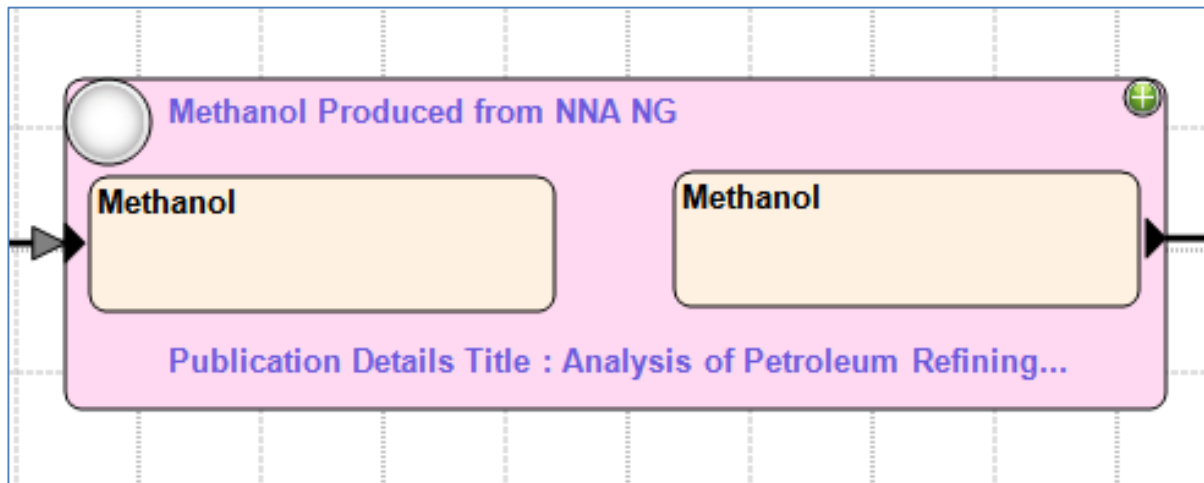 Methanol Produced from NNA NG
Methanol
Methanol
Publication Details Title : Analysis of Petroleum Refining...